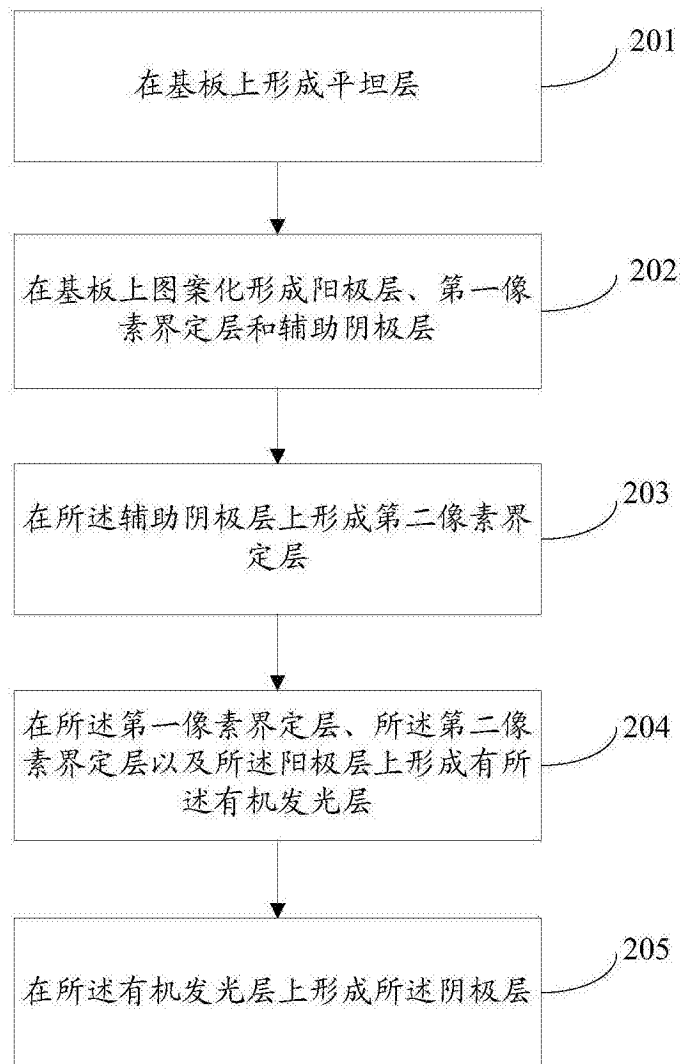 在基板上形成平坦层
201
在基板上图案化形成阳极层、第一像
素界定层和辅助阴极层
202
在所述辅助阴极层上形成第二像素界
定层
203
在所述第一像素界定层、所述第二像
素界定层以及所述阳极层上形成有所
述有机发光层
204
在所述有机发光层上形成所述阴极层
205